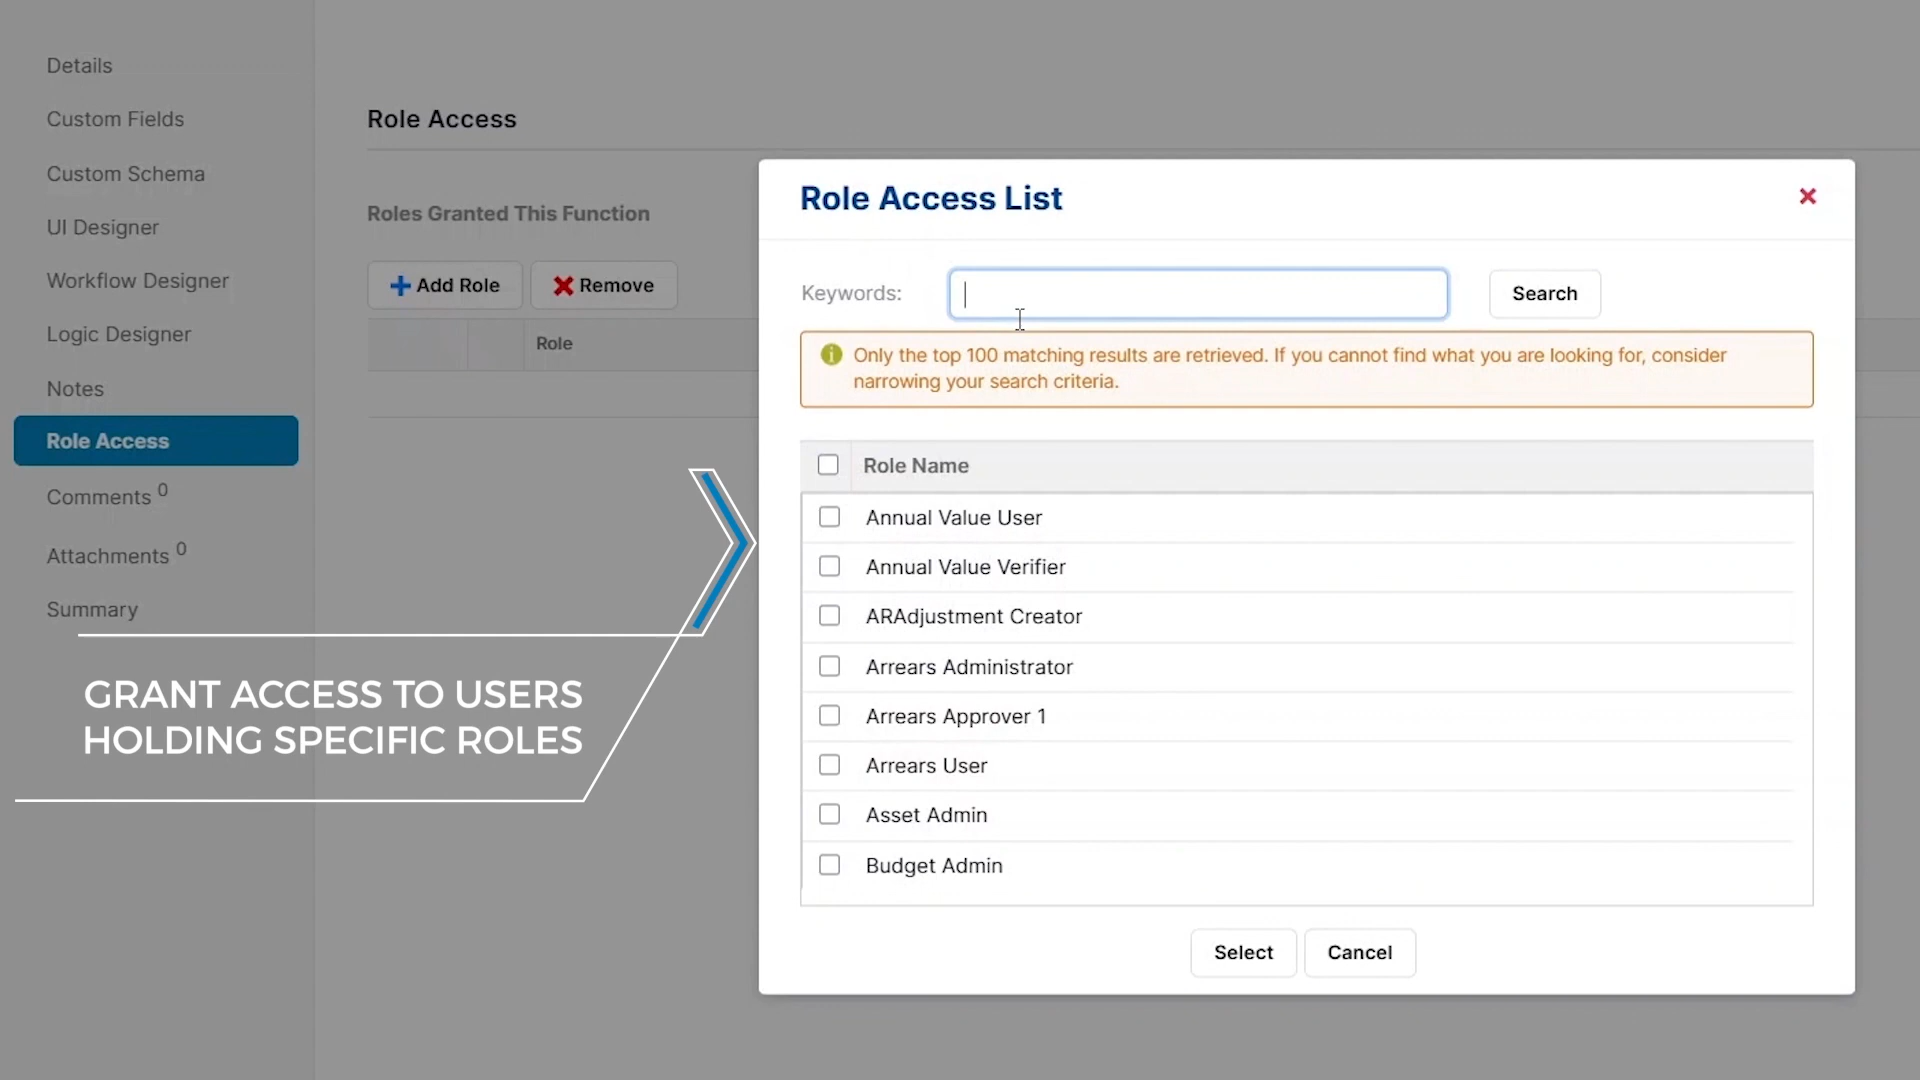 Details
Custom Fields
Custom Schema
UI Designer
Workflow Designer
Logic Designer
Notes
Role Access
Comments 0
Attachments 0
Summary
GRANT ACCESS TO USERS
HOLDING SPECIFIC ROLES
Role Access
Roles Granted This Function
Add Role
Remove
Role
Role Access List
Keywords:
Search
Only the top 100 matching results are retrieved. If you cannot find what you are looking for, consider
narrowing your search criteria.
Role Name
Annual Value User
Annual Value Verifier
ARAdjustment Creator
Arrears Administrator
Arrears Approver 1
Arrears User
Asset Admin
Budget Admin
Select
Cancel